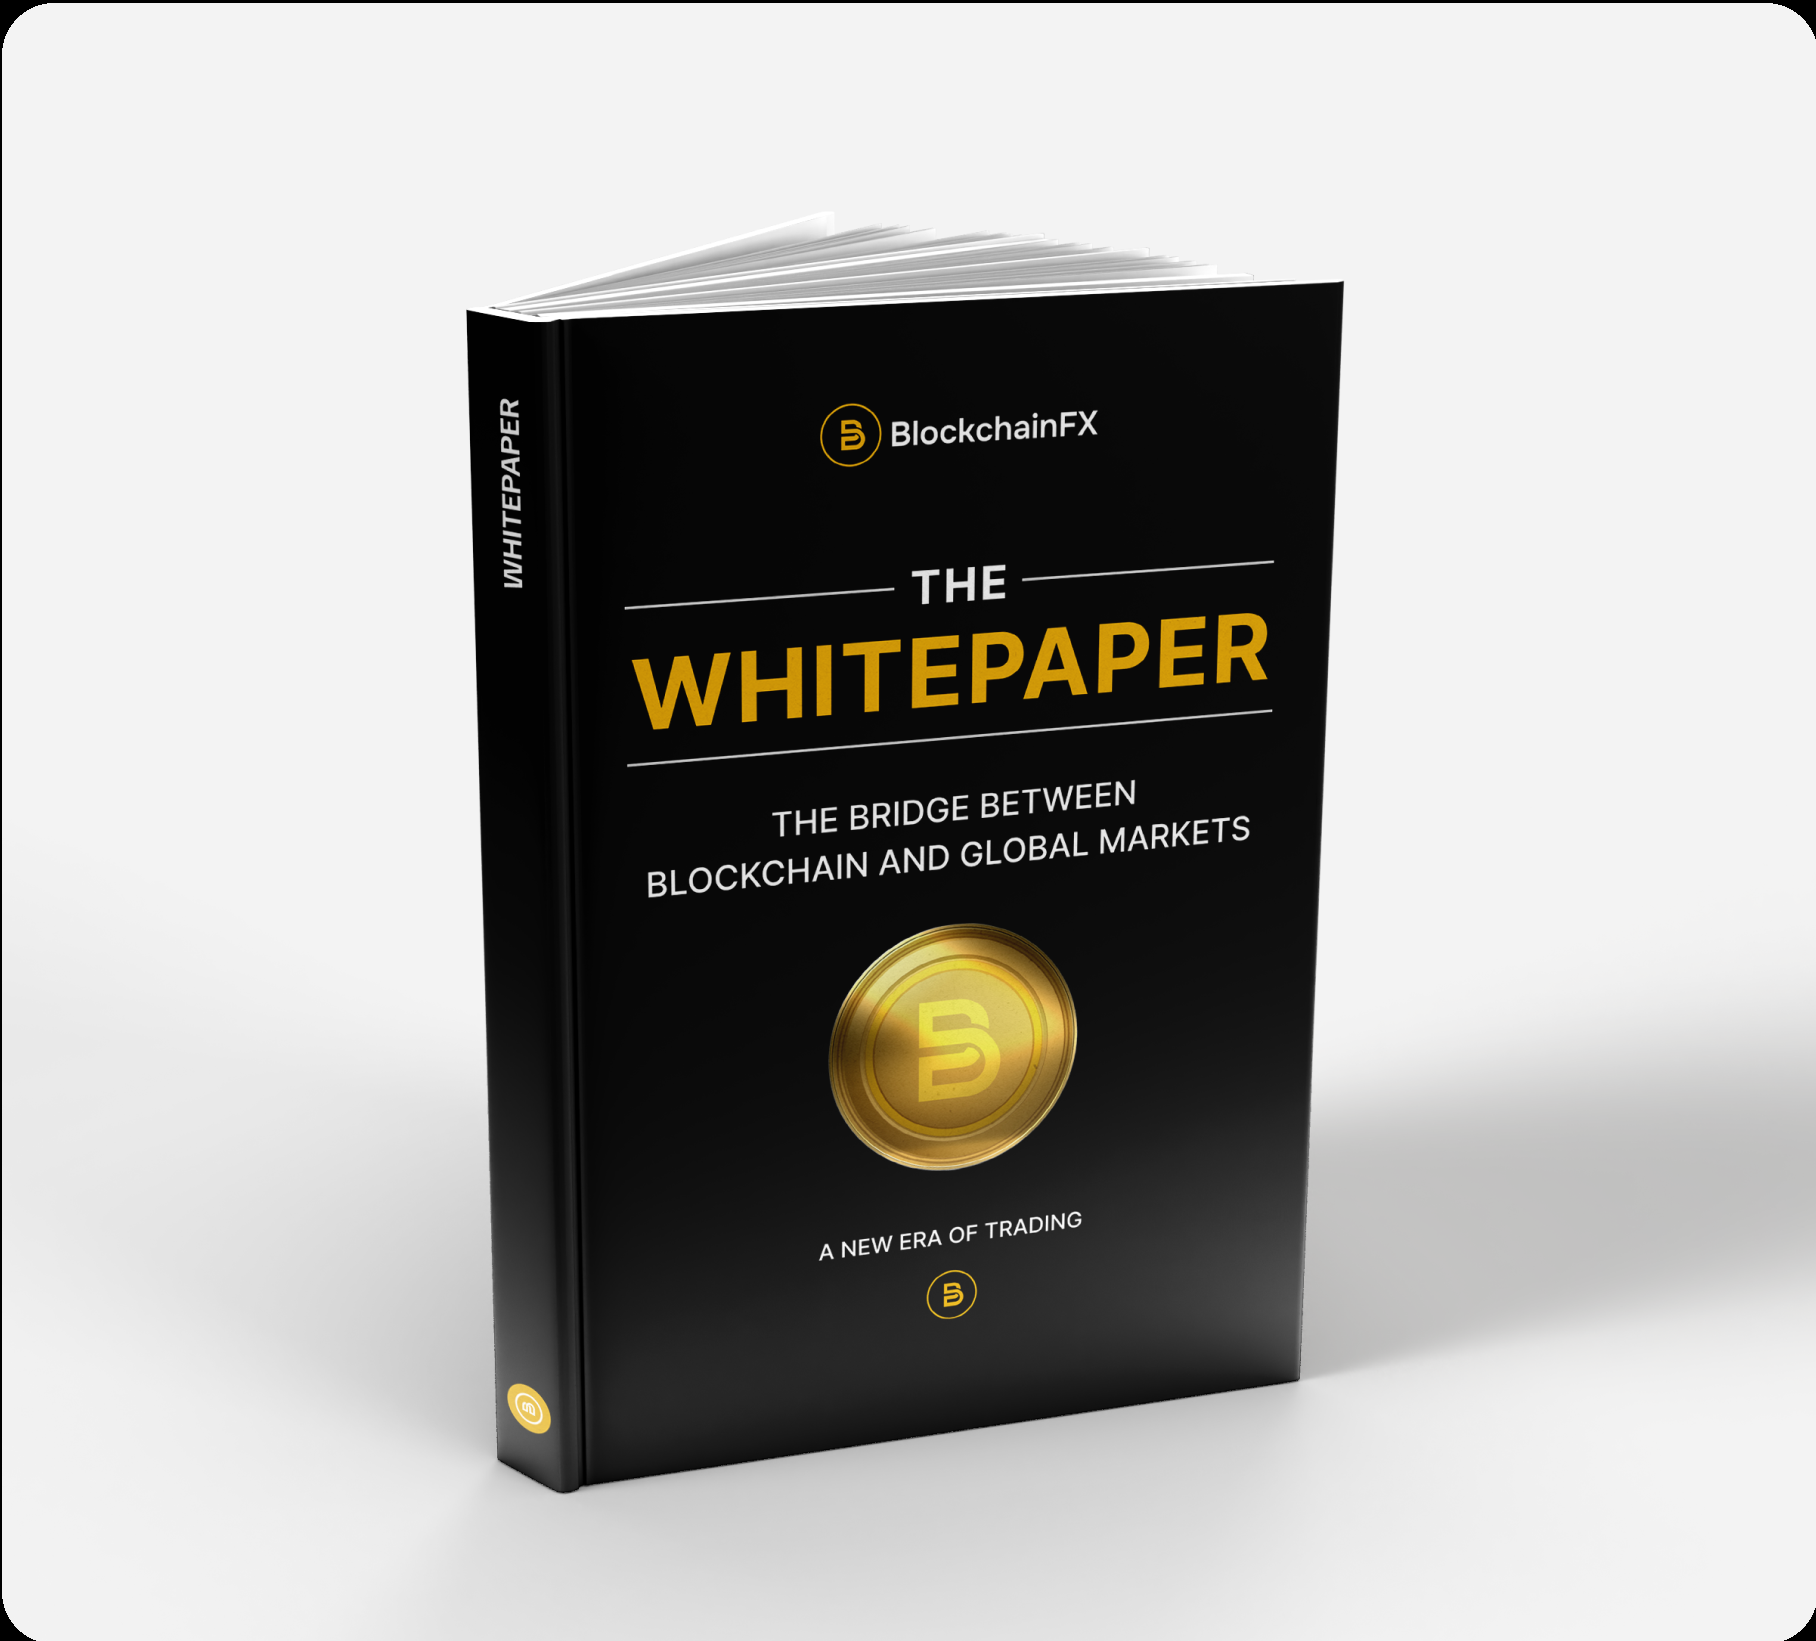 WHITEPAPER
BlockchainFX
THE
WHITEPAPER
THE BRIDGE BETWEEN
BLOCKCHAIN AND GLOBAL MARKETS
B
A NEW ERA OF TRADING
B